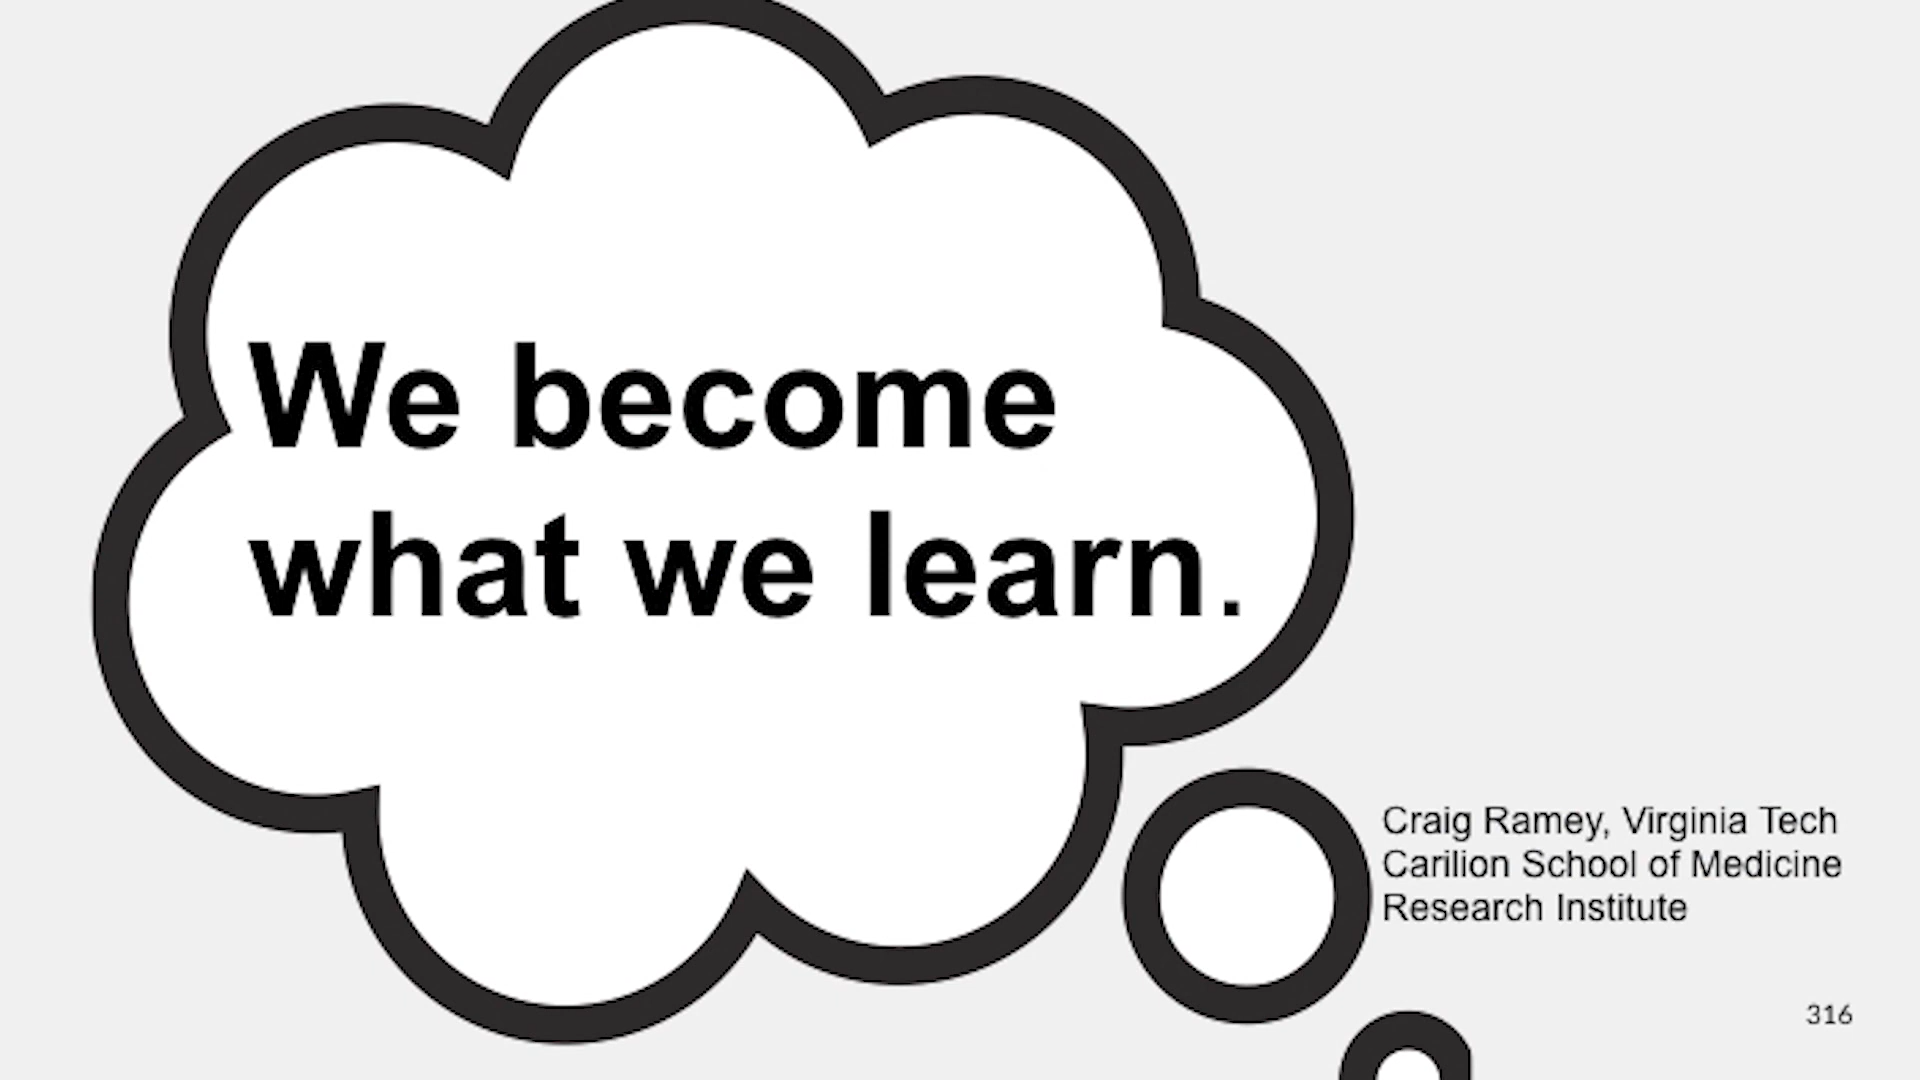 We become
what we learn.
Craig Ramey, Virginia Tech
Carilion School of Medicine
Research Institute
316